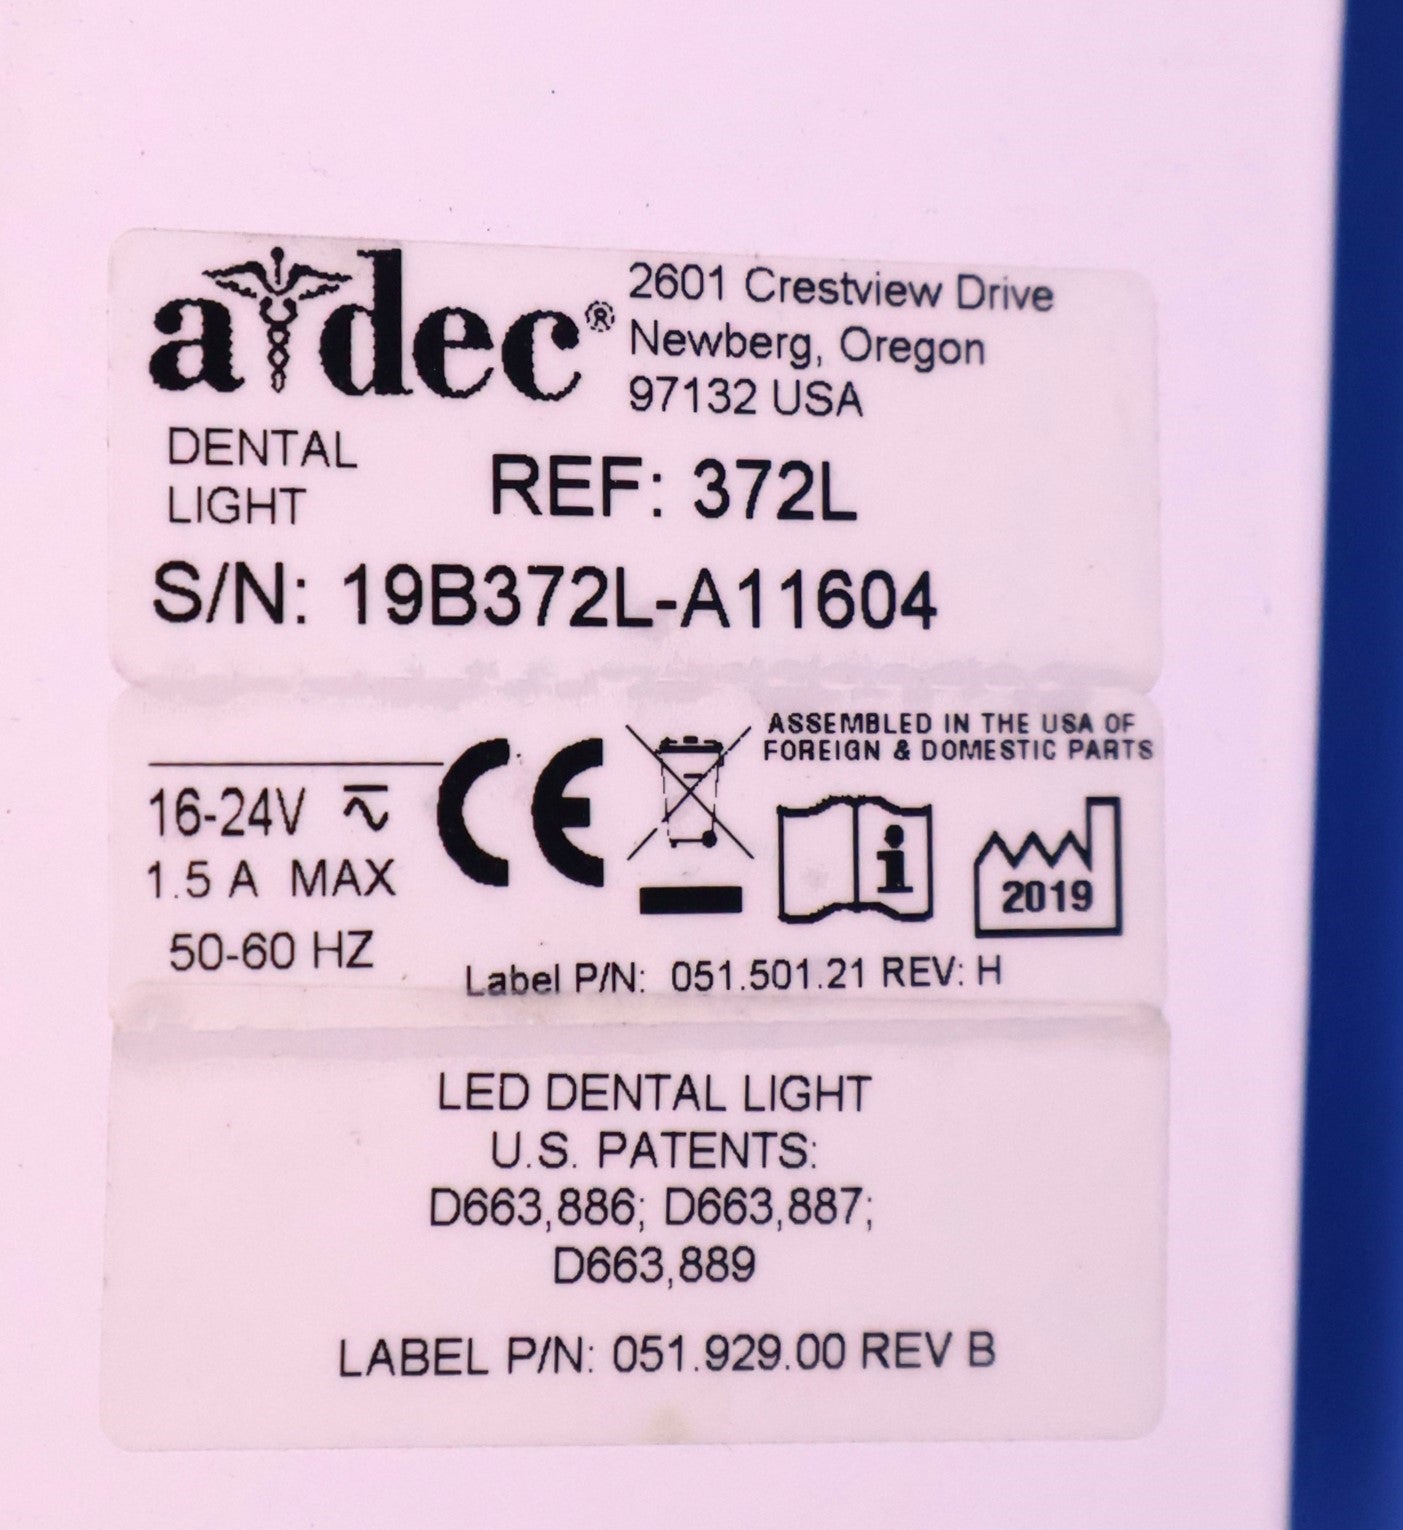 a dec®
2601 Crestview Drive
Newberg, Oregon
97132 USA
DENTAL
LIGHT
REF: 372L
S/N: 19B372L-A11604
ASSEMBLED IN THE USA OF
FOREIGN & DOMESTIC PARTS
16-24V
CE
1.5 A MAX
2019
50-60 HZ
Label P/N: 051.501.21 REV: H
LED DENTAL LIGHT
U.S. PATENTS:
D663,886; D663,887;
D663,889
LABEL P/N: 051.929.00 REV B